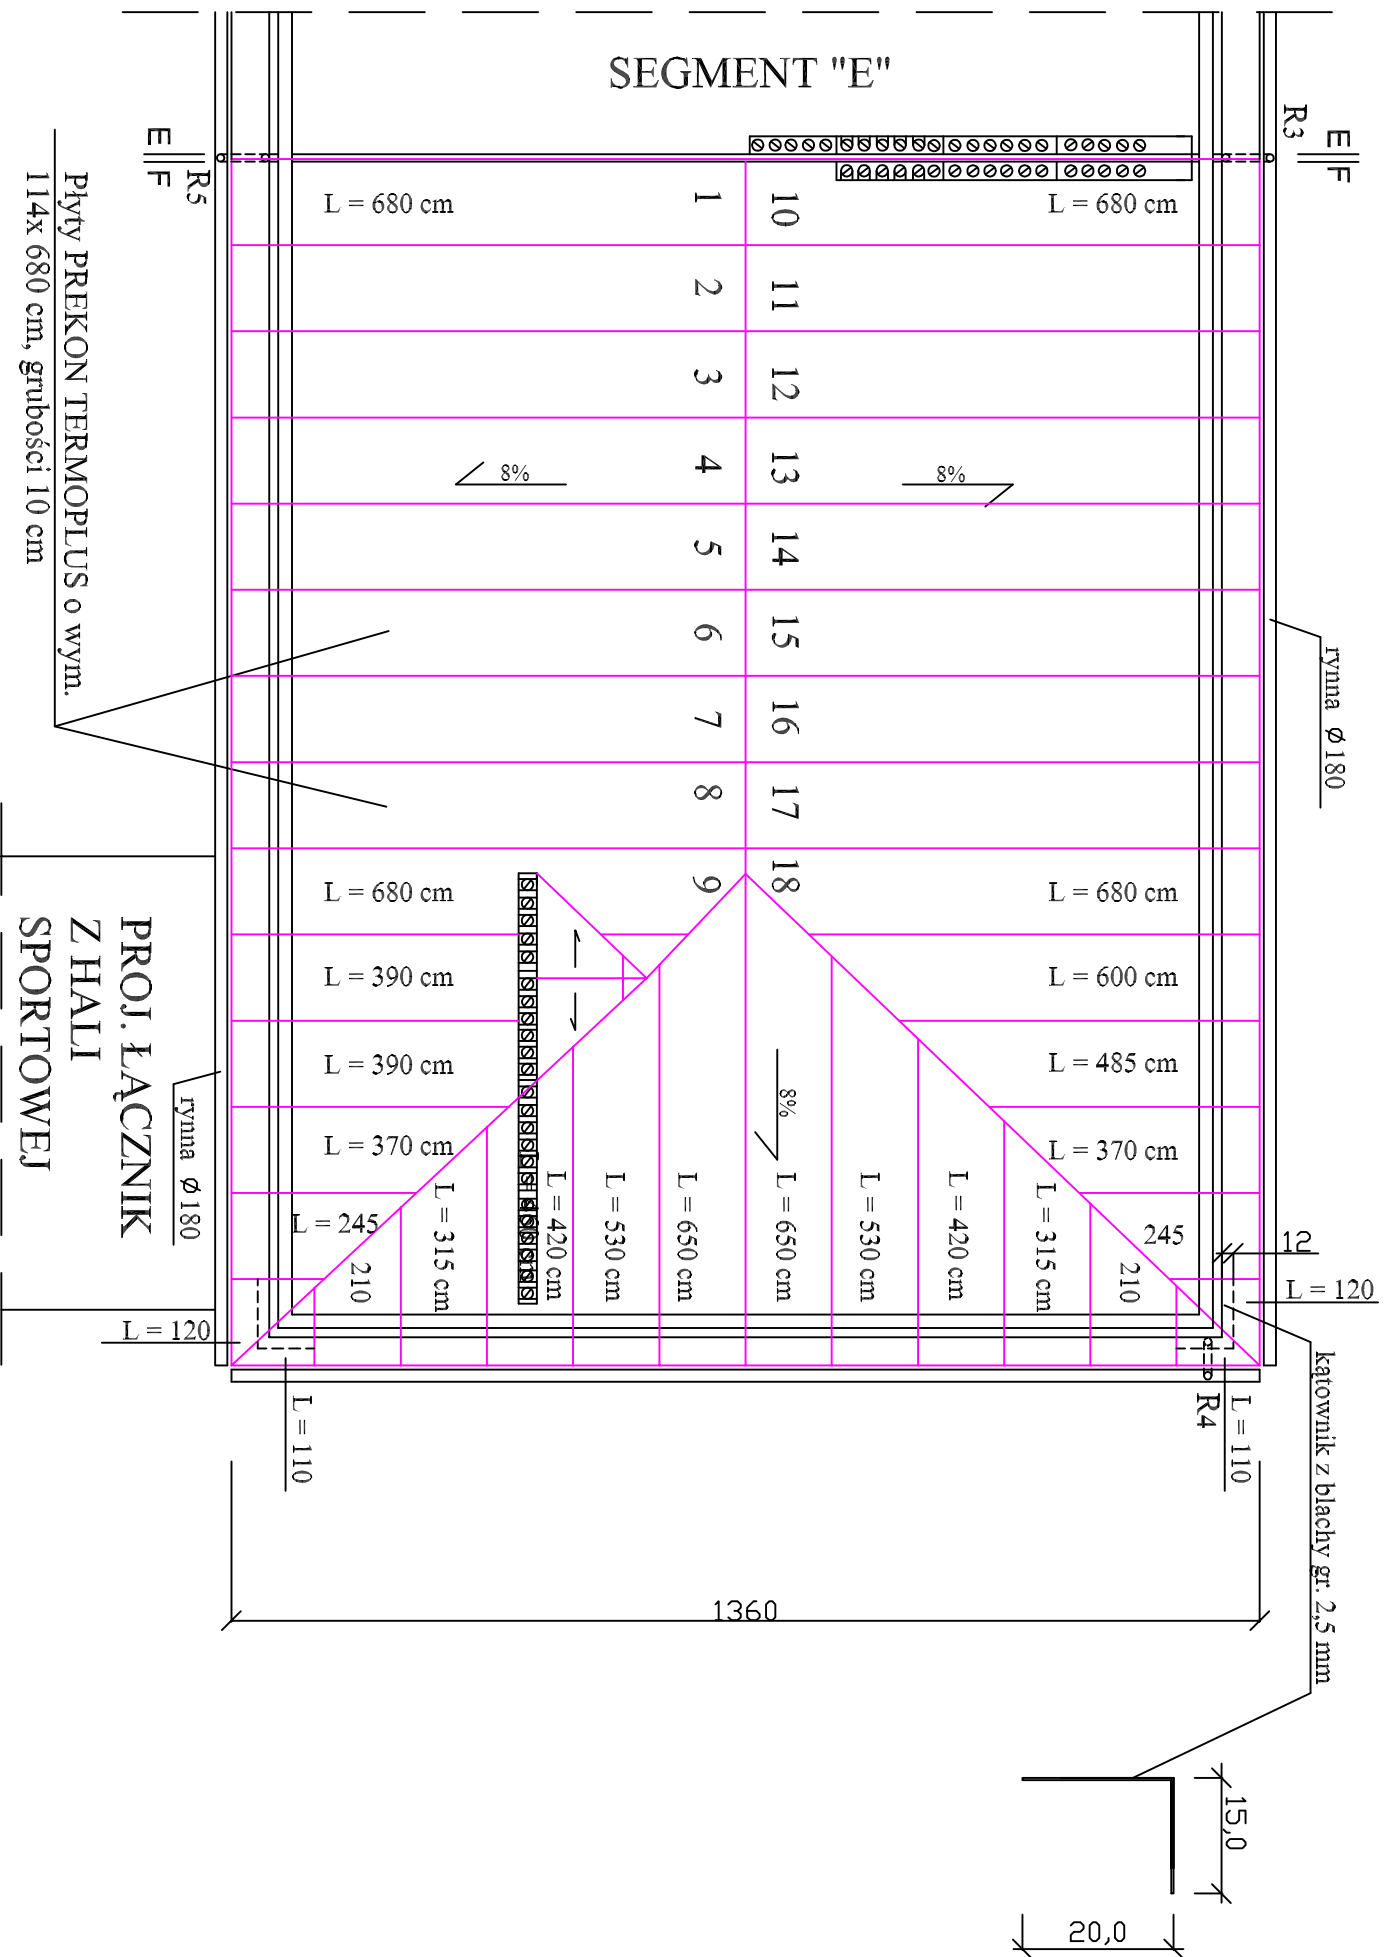 SEGMENT "E"
R3
E
F
E
F
R5
L = 680 cm
1
10
L = 680 cm
2
11
3
12
4
13
8%
8%
5
14
6
15
7
16
8
17
9
18
Płyty PREKON TERMOPLUS o wym.
114x 680 cm, grubości 10 cm
rynna ø 180
L = 680 cm
L = 680 cm
L = 390 cm
L = 600 cm
L = 390 cm
L = 485 cm
8%
L = 370 cm
L = 370 cm
L = 245
245
210
L = 315 cm
L = 420 cm
L = 530 cm
L = 650 cm
L = 650 cm
L = 530 cm
L = 420 cm
L = 315 cm
210
12
L = 120
L = 120
PROJ. ŁĄCZNIK
Z HALI
SPORTOWEJ
rynna ø 180
L = 110
R4
L = 110
kątownik z blachy gr. 2,5 mm
1360
15,0
20,0